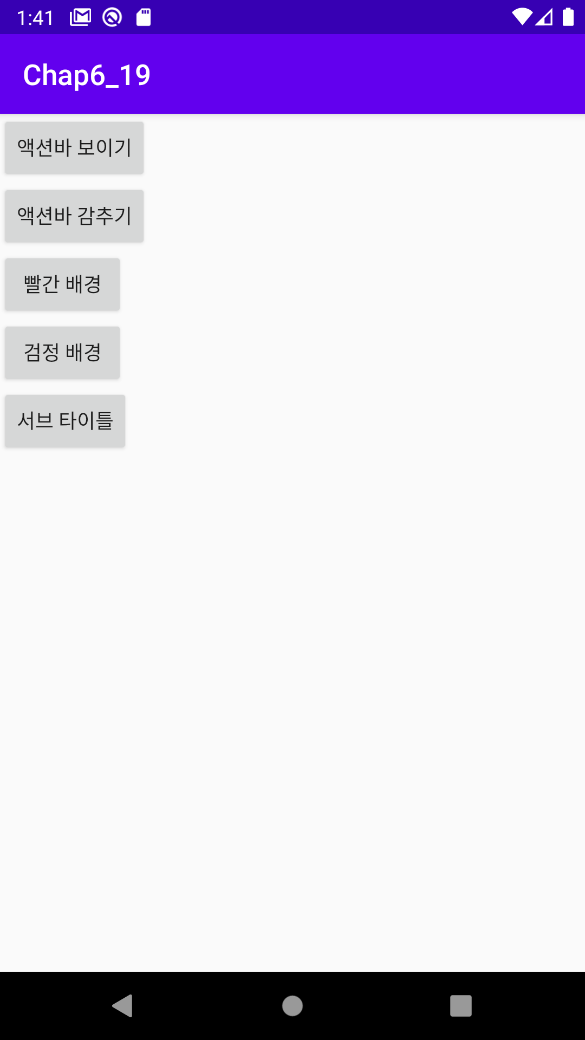 1:41
Chap6_19
액션바 보이기
액션바 감추기
빨간 배경
검정 배경
서브 타이틀